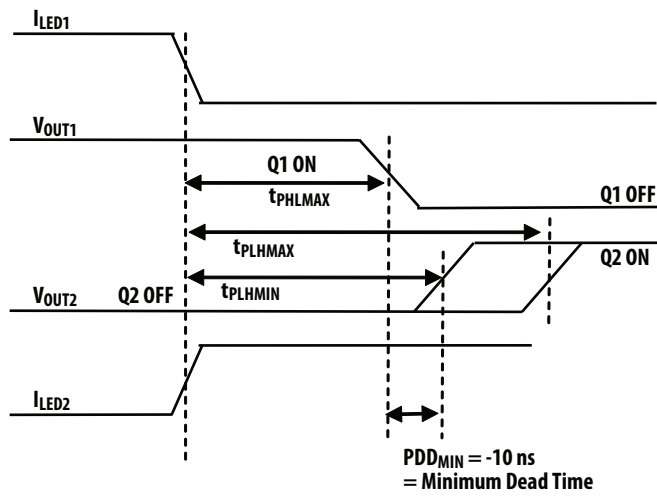 ILED1
VOUT1
Q1 ON
tPHLMAX
Q1 OFF
tPLHMAX
Q2 ON
tPLHMIN
VOUT2
Q2 OFF
ILED2
PDDMIN = -10 ns
= Minimum Dead Time